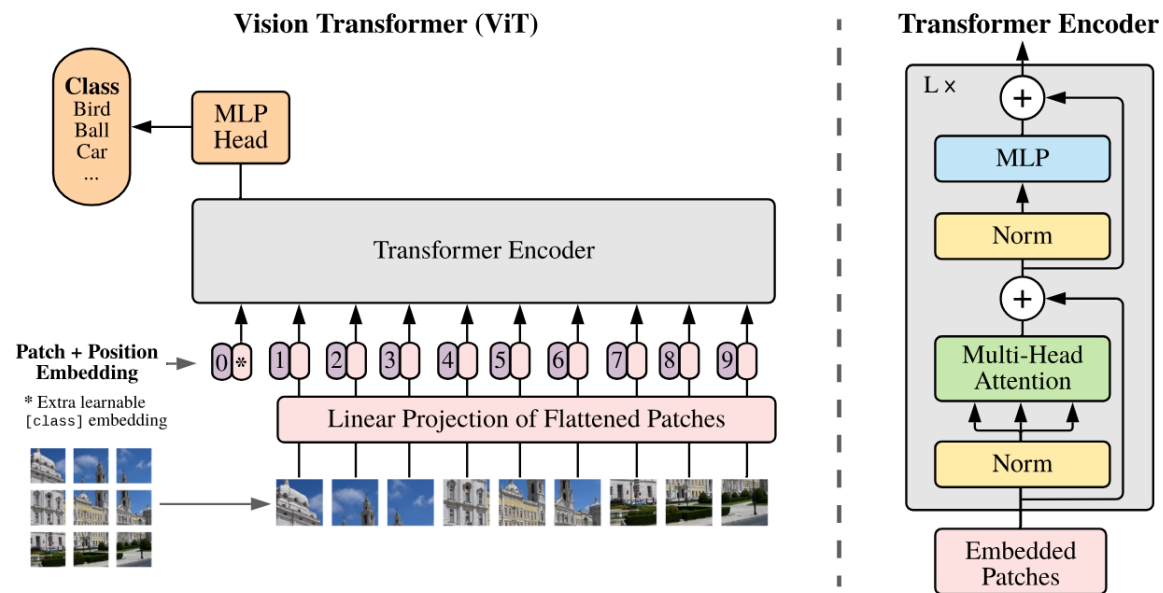 Vision Transformer (ViT)
Class
Bird
Ball
Car
...
MLP
Head
Transformer Encoder
Patch + Position
Embedding
* Extra learnable
[class] embedding
0 * 1 2 3 4 5 6 7 8 9
Linear Projection of Flattened Patches
Transformer Encoder
L ×
+
MLP
Norm
+
Multi-Head
Attention
Norm
Embedded
Patches